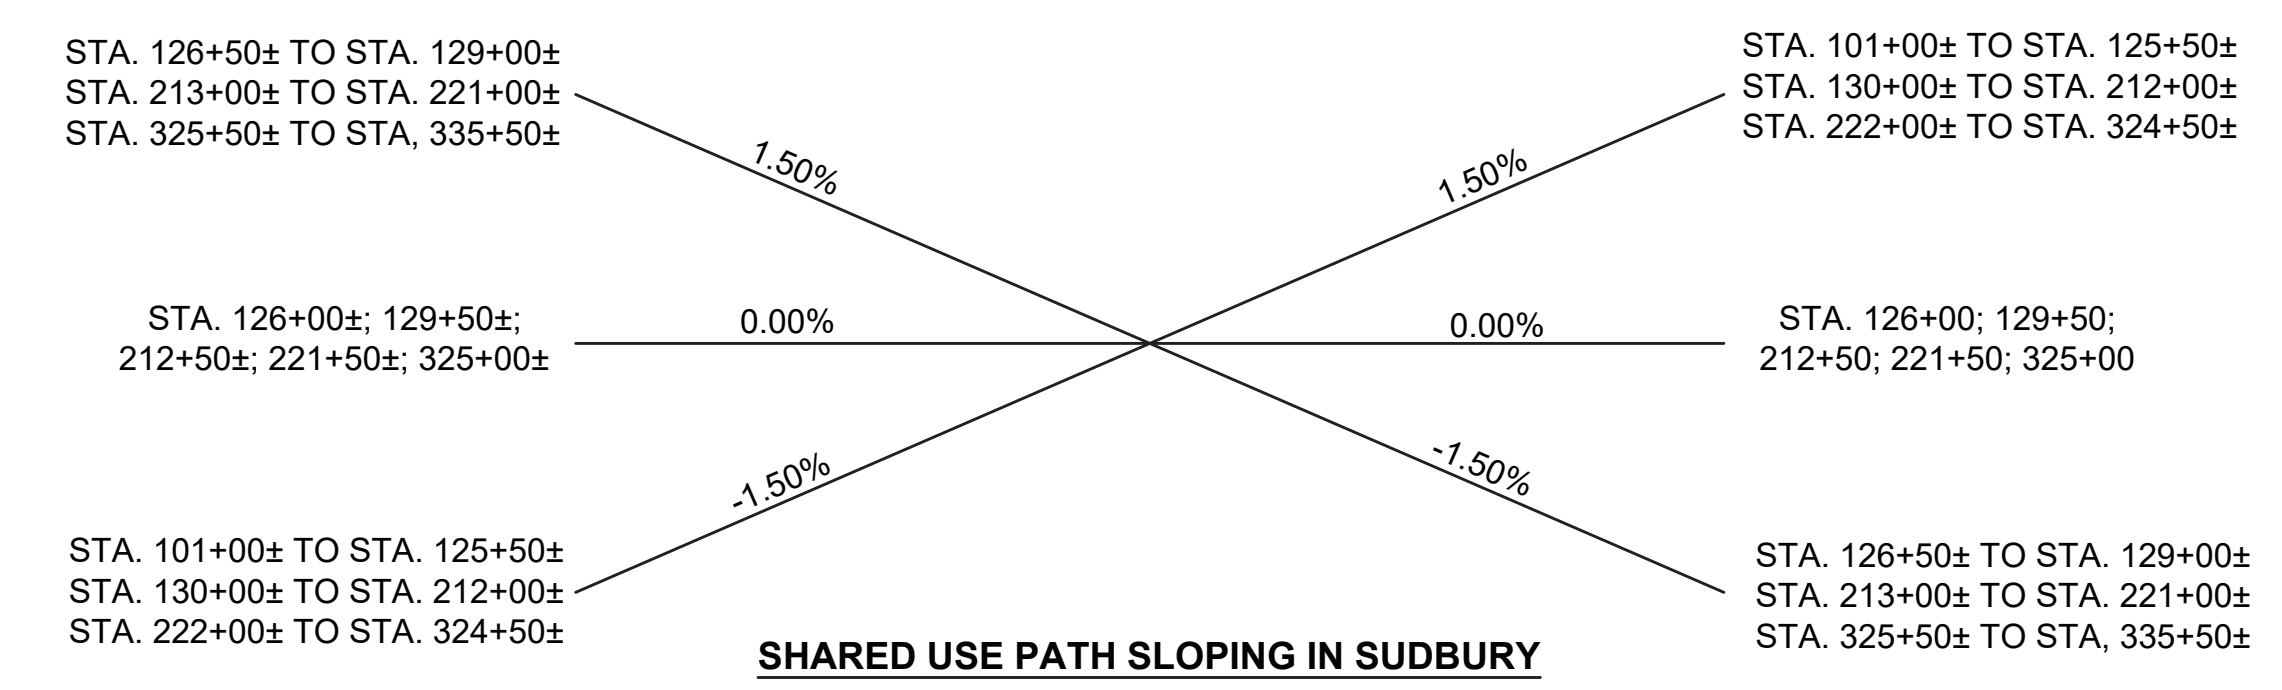 STA. 126+50± TO STA. 129+00±
STA. 213+00± TO STA. 221+00±
STA. 325+50± TO STA, 335+50±
1.50%
STA. 101+00± TO STA. 125+50±
STA. 130+00± TO STA. 212+00±
STA. 222+00± TO STA. 324+50±
1.50%
STA. 126+00±; 129+50±;
212+50±; 221+50±; 325+00±
0.00%
0.00%
STA. 126+00; 129+50;
212+50; 221+50; 325+00
-1.50%
STA. 101+00± TO STA. 125+50±
STA. 130+00± TO STA. 212+00±
STA. 222+00± TO STA. 324+50±
-1.50%
STA. 126+50± TO STA. 129+00±
STA. 213+00± TO STA. 221+00±
STA. 325+50± TO STA, 335+50±
SHARED USE PATH SLOPING IN SUDBURY